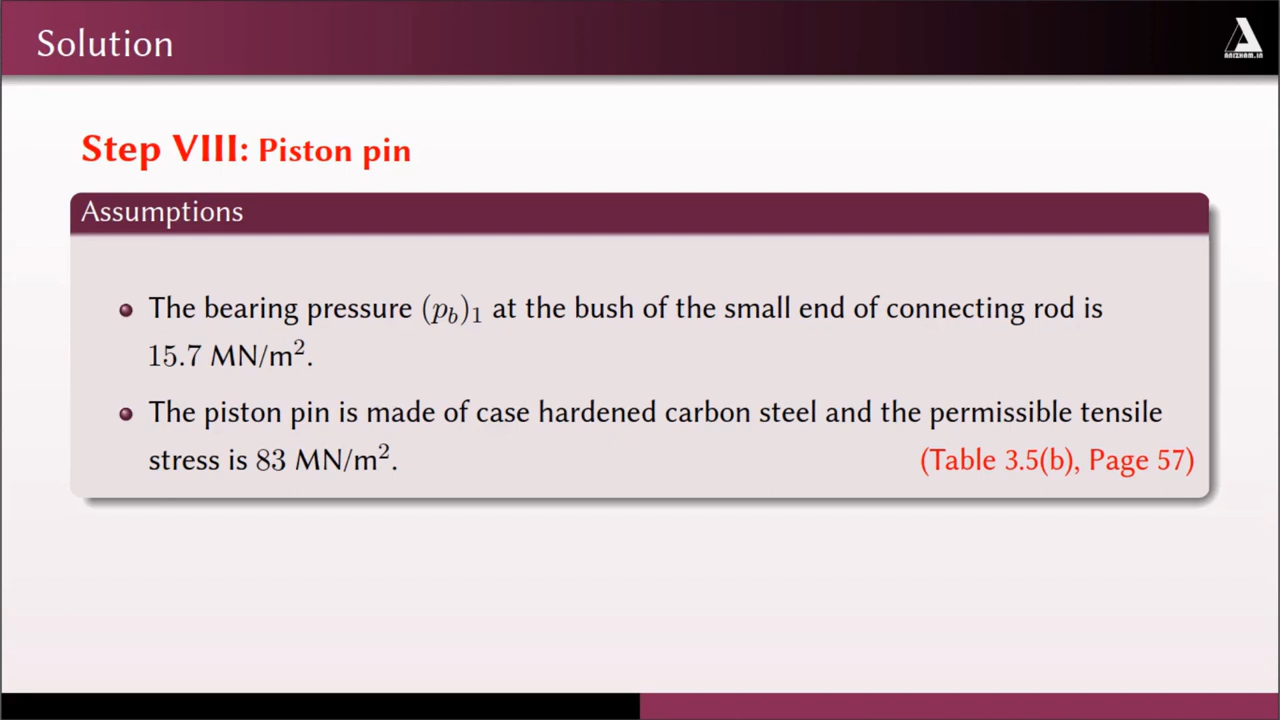 Solution
ARIZHAM.IN
Step VIII: Piston pin
Assumptions
The bearing pressure (p_b)_1 at the bush of the small end of connecting rod is
15.7 MN/m².
The piston pin is made of case hardened carbon steel and the permissible tensile
stress is 83 MN/m². (Table 3.5(b), Page 57)